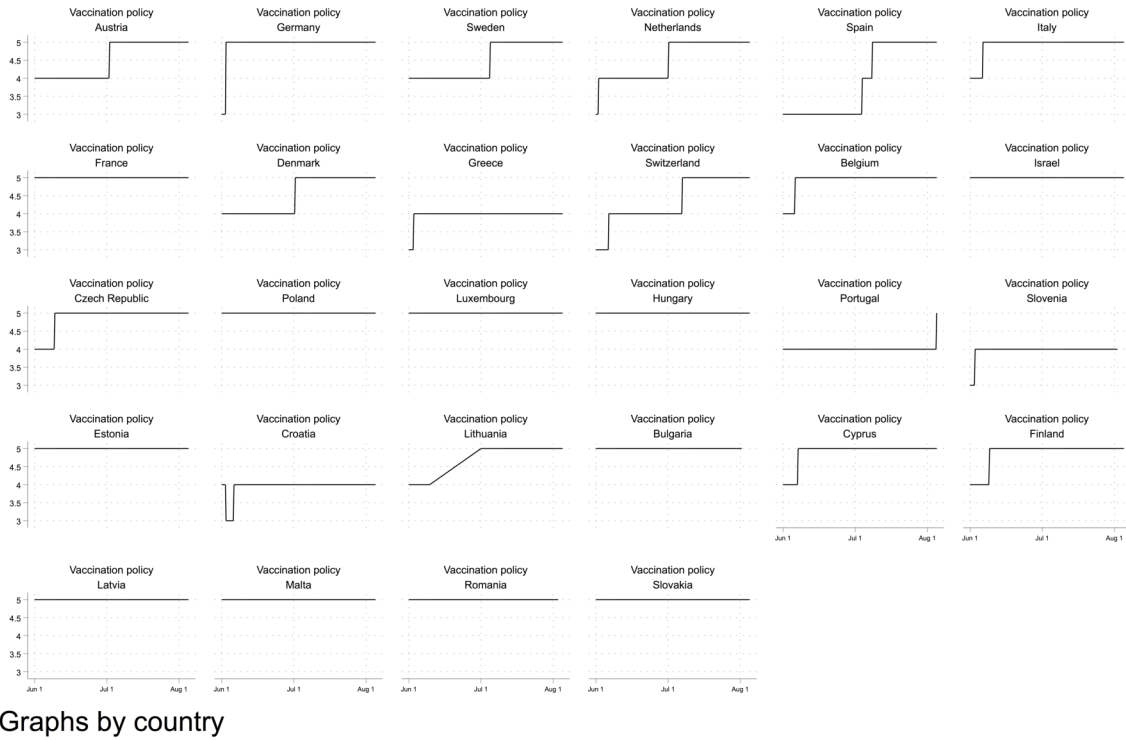 Vaccination policy Vaccination policy Vaccination policy Vaccination policy Vaccination policy Vaccination policy
Austria Germany Sweden Netherlands Spain Italy
5
4.5
4
3.5
3
Vaccination policy Vaccination policy Vaccination policy Vaccination policy Vaccination policy Vaccination policy
France Denmark Greece Switzerland Belgium Israel
5
4.5
4
3.5
3
Vaccination policy Vaccination policy Vaccination policy Vaccination policy Vaccination policy Vaccination policy
Czech Republic Poland Luxembourg Hungary Portugal Slovenia
5
4.5
4
3.5
3
Vaccination policy Vaccination policy Vaccination policy Vaccination policy Vaccination policy Vaccination policy
Estonia Croatia Lithuania Bulgaria Cyprus Finland
5
4.5
4
3.5
3
Jun 1 Jul 1 Aug 1 Jun 1 Jul 1 Aug 1
Vaccination policy Vaccination policy Vaccination policy Vaccination policy
Latvia Malta Romania Slovakia
5
4.5
4
3.5
3
Jun 1 Jul 1 Aug 1 Jun 1 Jul 1 Aug 1 Jun 1 Jul 1 Aug 1 Jun 1 Jul 1 Aug 1
Graphs by country